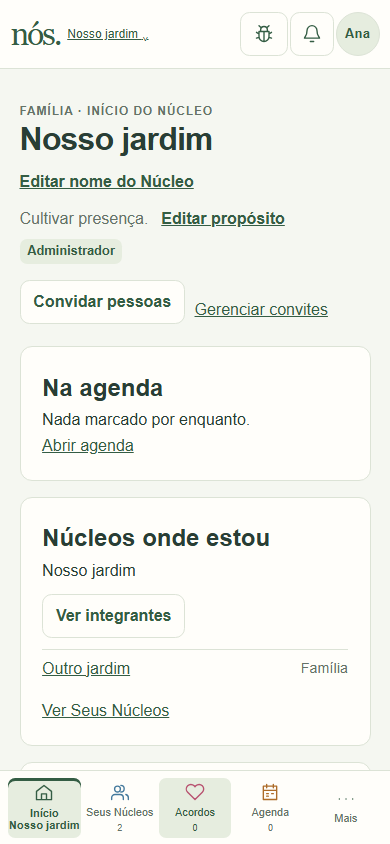 nós. Nosso jardim
Ana
FAMÍLIA · INÍCIO DO NÚCLEO
Nosso jardim
Editar nome do Núcleo
Cultivar presença. Editar propósito
Administrador
Convidar pessoas Gerenciar convites
Na agenda
Nada marcado por enquanto.
Abrir agenda
Núcleos onde estou
Nosso jardim
Ver integrantes
Outro jardim Família
Ver Seus Núcleos
Início Seus Núcleos Acordos Agenda Mais
Nosso jardim 2 0 0